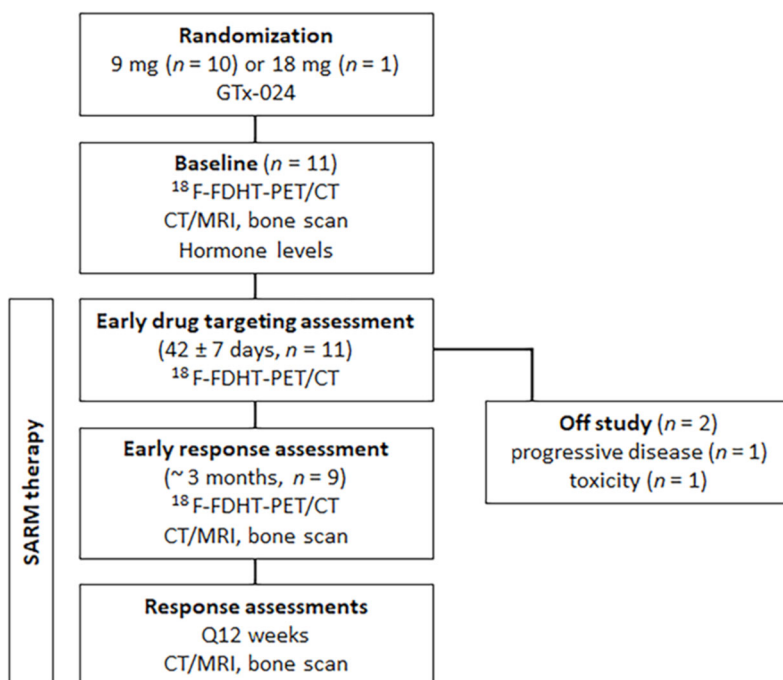 Randomization
9 mg (n = 10) or 18 mg (n = 1)
GTx-024
Baseline (n = 11)
¹⁸F-FDHT-PET/CT
CT/MRI, bone scan
Hormone levels
SARM therapy
Early drug targeting assessment
(42 ± 7 days, n = 11)
¹⁸F-FDHT-PET/CT
Off study (n = 2)
progressive disease (n = 1)
toxicity (n = 1)
Early response assessment
(~ 3 months, n = 9)
¹⁸F-FDHT-PET/CT
CT/MRI, bone scan
Response assessments
Q12 weeks
CT/MRI, bone scan